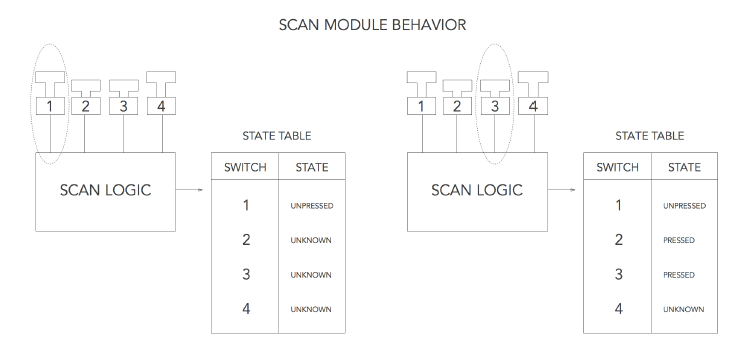 SCAN MODULE BEHAVIOR
1 2 3 4
SCAN LOGIC
STATE TABLE
SWITCH STATE
1 UNPRESSED
2 UNKNOWN
3 UNKNOWN
4 UNKNOWN
1 2 3 4
SCAN LOGIC
STATE TABLE
SWITCH STATE
1 UNPRESSED
2 PRESSED
3 PRESSED
4 UNKNOWN